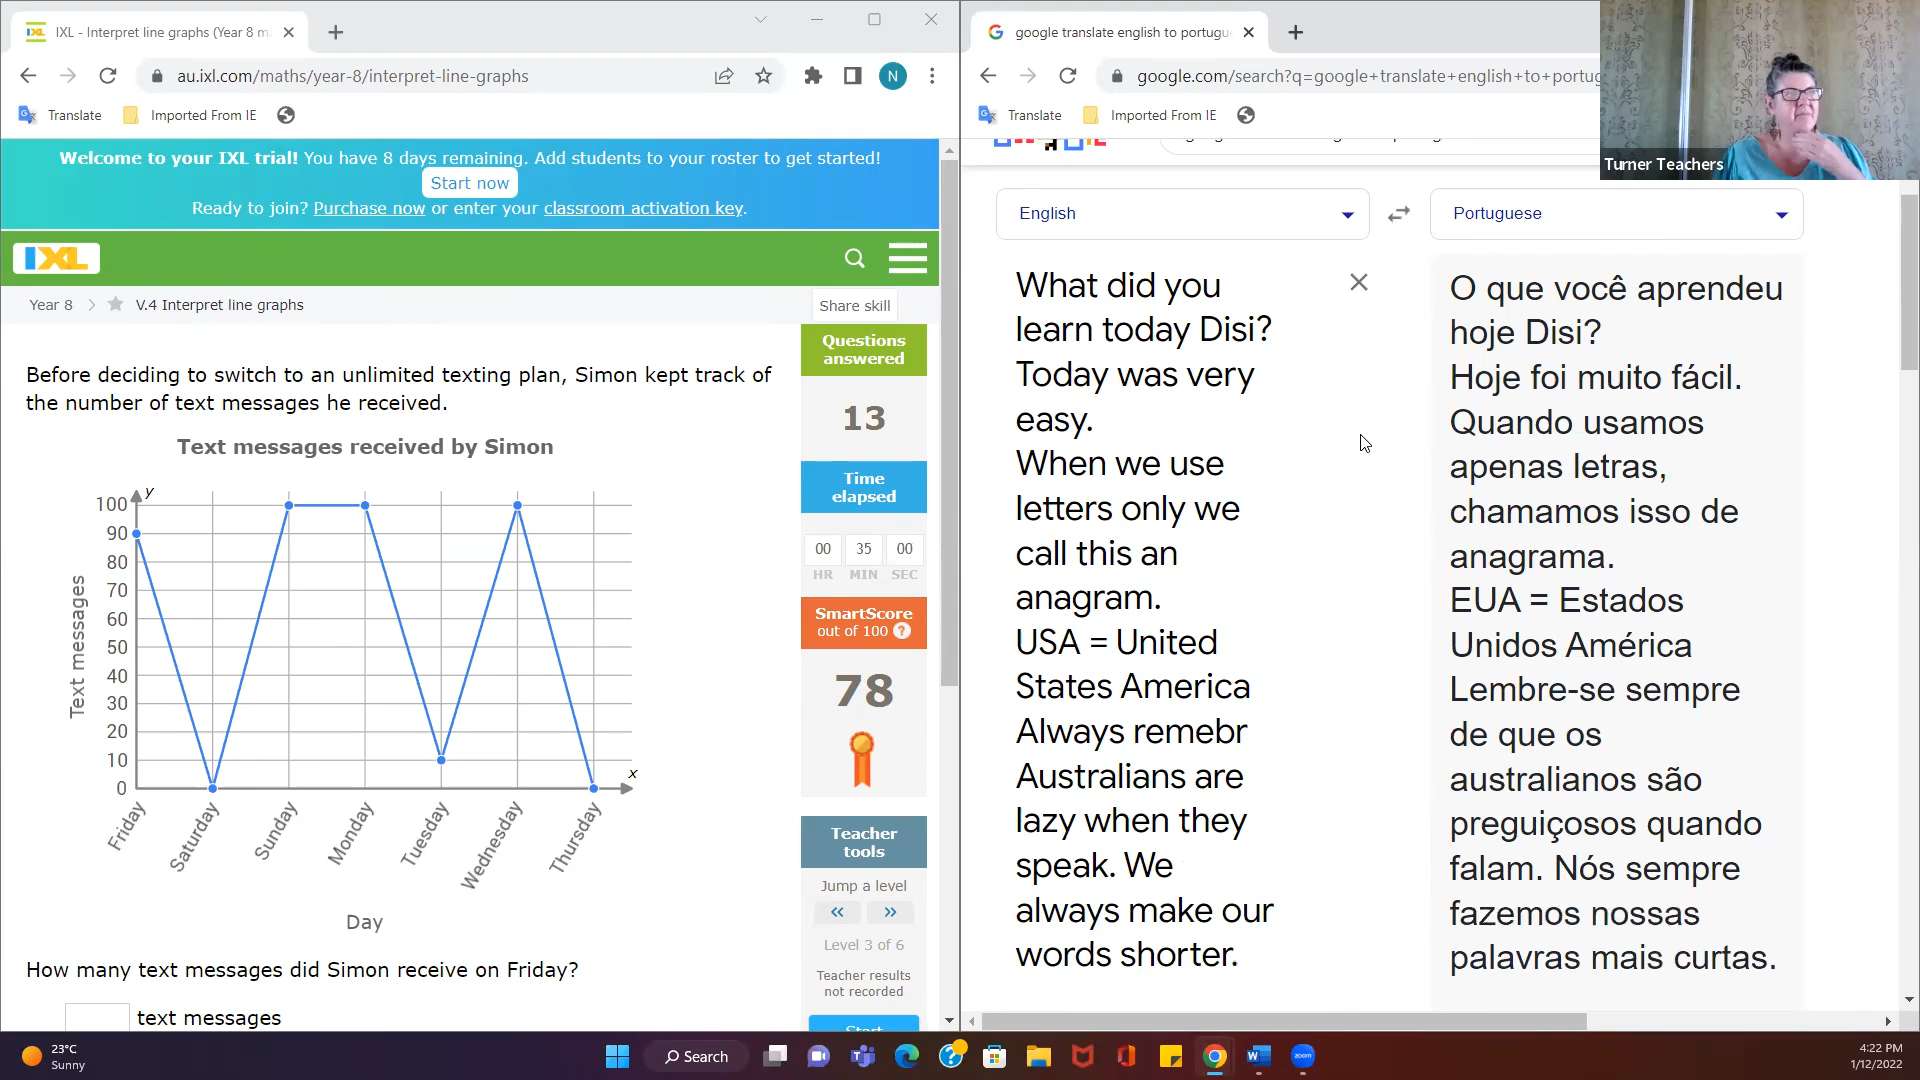 IXL - Interpret line graphs (Year 8 m
au.ixl.com/maths/year-8/interpret-line-graphs
N
Translate
Imported From IE
Welcome to your IXL trial! You have 8 days remaining. Add students to your roster to get started!
Start now
Ready to join? Purchase now or enter your classroom activation key.
IXL
Year 8
V.4 Interpret line graphs
Share skill
Before deciding to switch to an unlimited texting plan, Simon kept track of
the number of text messages he received.
Text messages received by Simon
y
100
90
80
70
60
50
40
30
20
10
0
x
Text messages
Friday
Saturday
Sunday
Monday
Tuesday
Wednesday
Thursday
Day
How many text messages did Simon receive on Friday?
text messages
Questions
answered
13
Time
elapsed
00 35 00
HR MIN SEC
SmartScore
out of 100 ?
78
Teacher
tools
Jump a level
« »
Level 3 of 6
Teacher results
not recorded
Start
google translate english to portugu
google.com/search?q=google+translate+english+to+portug
Translate
Imported From IE
Turner Teachers
English
Portuguese
What did you
learn today Disi?
Today was very
easy.
When we use
letters only we
call this an
anagram.
USA = United
States America
Always remebr
Australians are
lazy when they
speak. We
always make our
words shorter.
O que você aprendeu
hoje Disi?
Hoje foi muito fácil.
Quando usamos
apenas letras,
chamamos isso de
anagrama.
EUA = Estados
Unidos América
Lembre-se sempre
de que os
australianos são
preguiçosos quando
falam. Nós sempre
fazemos nossas
palavras mais curtas.
23°C
Sunny
Search
zoom
4:22 PM
1/12/2022